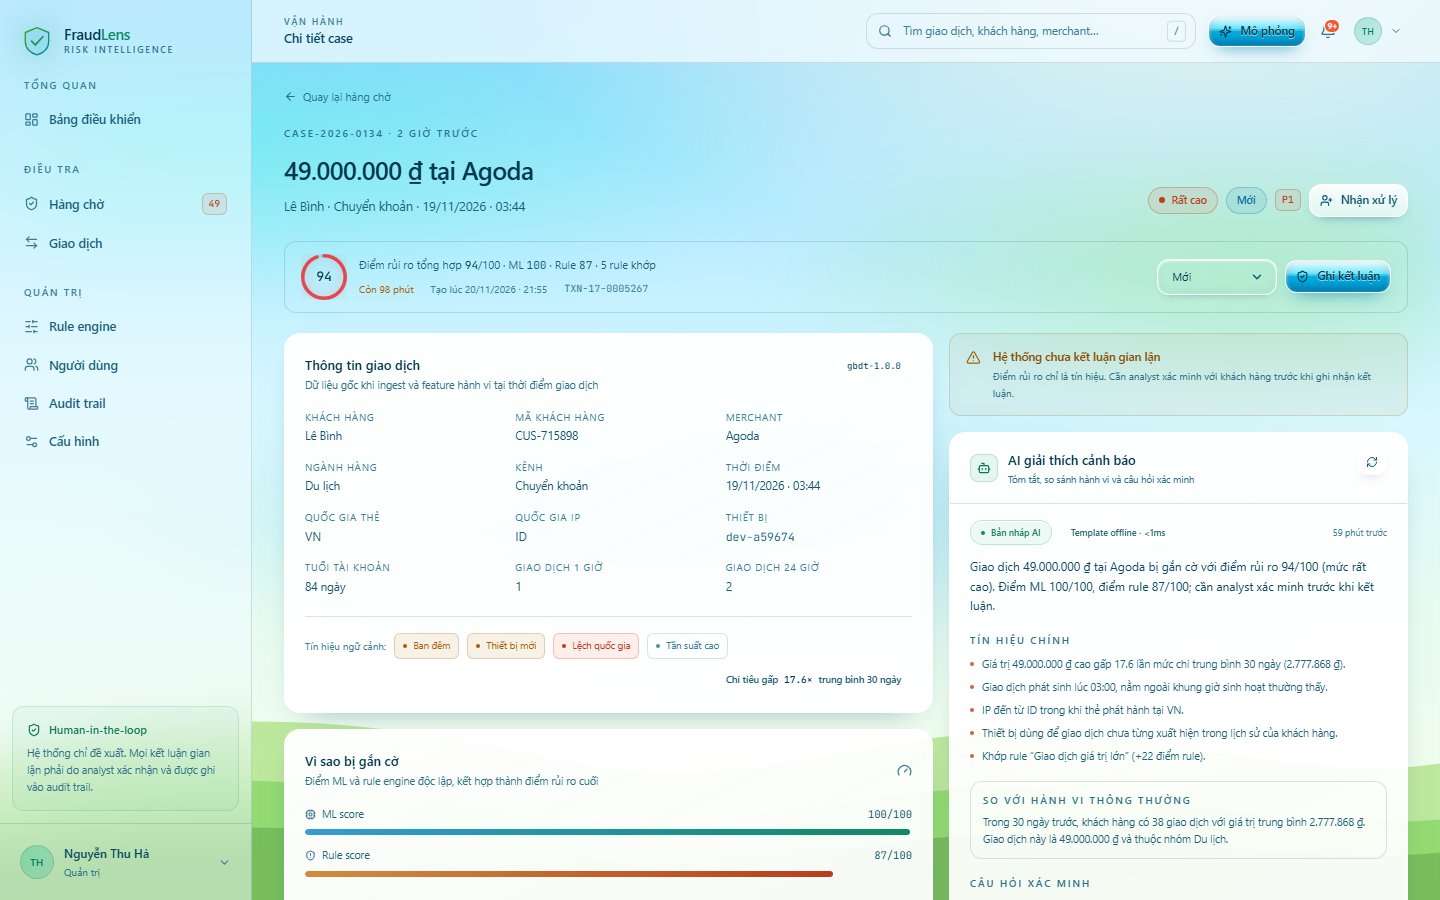 FraudLens
RISK INTELLIGENCE
TỔNG QUAN
Bảng điều khiển
ĐIỀU TRA
Hàng chờ
49
Giao dịch
QUẢN TRỊ
Rule engine
Người dùng
Audit trail
Cấu hình
Human-in-the-loop
Hệ thống chỉ đề xuất. Mọi kết luận gian
lận phải do analyst xác nhận và được ghi
vào audit trail.
TH
Nguyễn Thu Hà
Quản trị
VẬN HÀNH
Chi tiết case
Tìm giao dịch, khách hàng, merchant...
/
Mô phỏng
9+
TH
Quay lại hàng chờ
CASE-2026-0134 · 2 GIỜ TRƯỚC
49.000.000 ₫ tại Agoda
Lê Bình · Chuyển khoản · 19/11/2026 · 03:44
Rất cao
Mới
P1
Nhận xử lý
94
Điểm rủi ro tổng hợp 94/100 · ML 100 · Rule 87 · 5 rule khớp
Còn 98 phút
Tạo lúc 20/11/2026 · 21:55
TXN-17-0005267
Mới
Ghi kết luận
Thông tin giao dịch
gbdt-1.0.0
Dữ liệu gốc khi ingest và feature hành vi tại thời điểm giao dịch
KHÁCH HÀNG
MÃ KHÁCH HÀNG
MERCHANT
Lê Bình
CUS-715898
Agoda
NGÀNH HÀNG
KÊNH
THỜI ĐIỂM
Du lịch
Chuyển khoản
19/11/2026 · 03:44
QUỐC GIA THẺ
QUỐC GIA IP
THIẾT BỊ
VN
ID
dev-a59674
TUỔI TÀI KHOẢN
GIAO DỊCH 1 GIỜ
GIAO DỊCH 24 GIỜ
84 ngày
1
2
Tín hiệu ngữ cảnh:
Ban đêm
Thiết bị mới
Lệch quốc gia
Tần suất cao
Chi tiêu gấp 17.6× trung bình 30 ngày
Vì sao bị gắn cờ
Điểm ML và rule engine độc lập, kết hợp thành điểm rủi ro cuối
ML score
100/100
Rule score
87/100
Hệ thống chưa kết luận gian lận
Điểm rủi ro chỉ là tín hiệu. Cần analyst xác minh với khách hàng trước khi ghi nhận kết
luận.
AI giải thích cảnh báo
Tóm tắt, so sánh hành vi và câu hỏi xác minh
Bản nháp AI
Template offline · <1ms
59 phút trước
Giao dịch 49.000.000 ₫ tại Agoda bị gắn cờ với điểm rủi ro 94/100 (mức rất
cao). Điểm ML 100/100, điểm rule 87/100; cần analyst xác minh trước khi kết
luận.
TÍN HIỆU CHÍNH
Giá trị 49.000.000 ₫ cao gấp 17.6 lần mức chi trung bình 30 ngày (2.777.868 ₫).
Giao dịch phát sinh lúc 03:00, nằm ngoài khung giờ sinh hoạt thường thấy.
IP đến từ ID trong khi thẻ phát hành tại VN.
Thiết bị dùng để giao dịch chưa từng xuất hiện trong lịch sử của khách hàng.
Khớp rule "Giao dịch giá trị lớn" (+22 điểm rule).
SO VỚI HÀNH VI THÔNG THƯỜNG
Trong 30 ngày trước, khách hàng có 38 giao dịch với giá trị trung bình 2.777.868 ₫.
Giao dịch này là 49.000.000 ₫ và thuộc nhóm Du lịch.
CÂU HỎI XÁC MINH